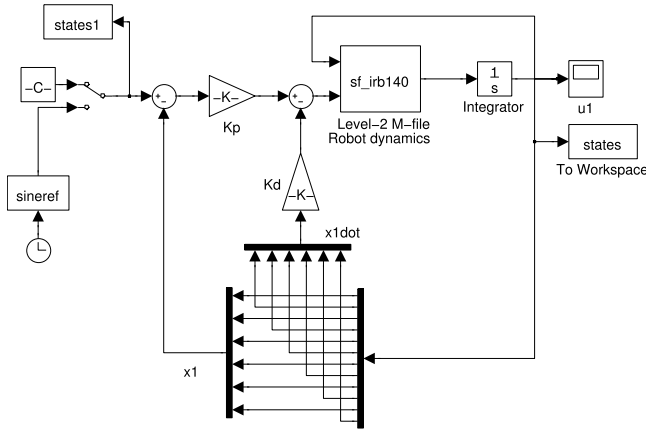 states1
−C−
+
−
−K−
Kp
+
−
sf_irb140
Level−2 M−file
Robot dynamics
1
s
Integrator
u1
states
To Workspace
sineref
Kd
−K−
x1dot
x1